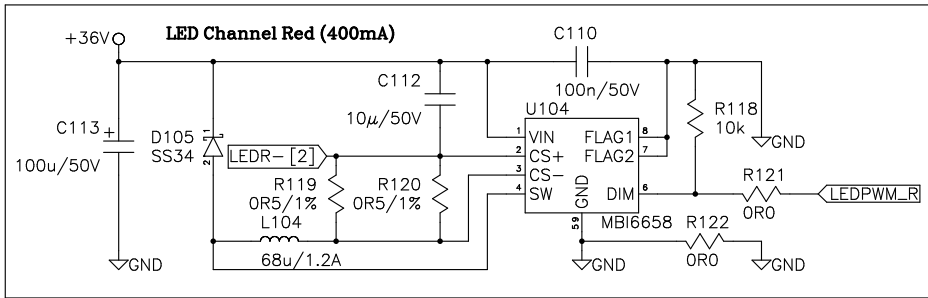 LED Channel Red (400mA)
+36V
C110
100n/50V
C112
10µ/50V
C113
+
100u/50V
D105
SS34
1
2
LEDR- [2]
R119
0R5/1%
R120
0R5/1%
L104
68u/1.2A
U104
1
VIN
2
CS+
3
CS-
4
SW
FLAG1
8
FLAG2
7
DIM
6
GND
59
MBI6658
R118
10k
GND
R121
0R0
LEDPWM_R
R122
0R0
GND
GND
GND